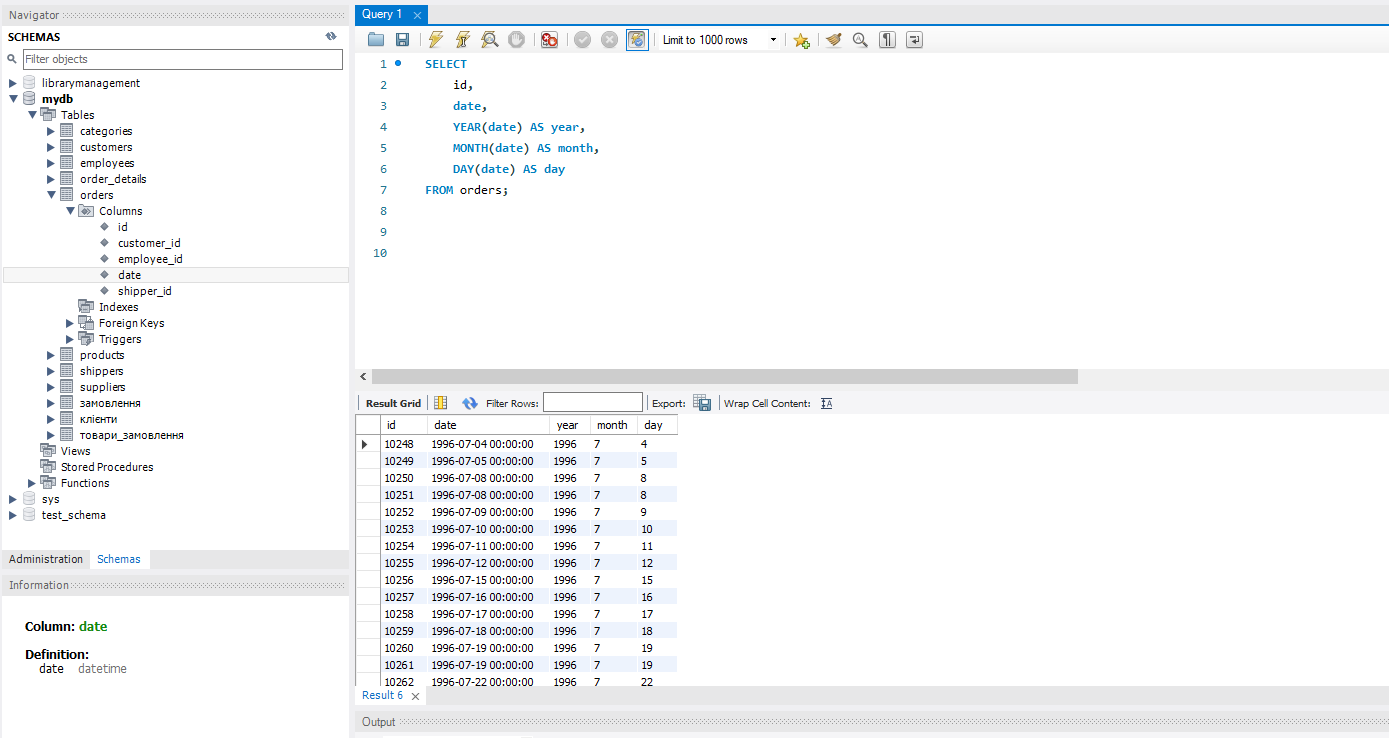 Navigator
SCHEMAS
Filter objects
librarymanagement
mydb
Tables
categories
customers
employees
order_details
orders
Columns
id
customer_id
employee_id
date
shipper_id
Indexes
Foreign Keys
Triggers
products
shippers
suppliers
замовлення
клієнти
товари_замовлення
Views
Stored Procedures
Functions
sys
test_schema
Administration Schemas
Information
Column: date
Definition:
date datetime
Query 1
Limit to 1000 rows
1 SELECT
2 id,
3 date,
4 YEAR(date) AS year,
5 MONTH(date) AS month,
6 DAY(date) AS day
7 FROM orders;
8
9
10
Result Grid Filter Rows: Export: Wrap Cell Content:
id date year month day
10248 1996-07-04 00:00:00 1996 7 4
10249 1996-07-05 00:00:00 1996 7 5
10250 1996-07-08 00:00:00 1996 7 8
10251 1996-07-08 00:00:00 1996 7 8
10252 1996-07-09 00:00:00 1996 7 9
10253 1996-07-10 00:00:00 1996 7 10
10254 1996-07-11 00:00:00 1996 7 11
10255 1996-07-12 00:00:00 1996 7 12
10256 1996-07-15 00:00:00 1996 7 15
10257 1996-07-16 00:00:00 1996 7 16
10258 1996-07-17 00:00:00 1996 7 17
10259 1996-07-18 00:00:00 1996 7 18
10260 1996-07-19 00:00:00 1996 7 19
10261 1996-07-19 00:00:00 1996 7 19
10262 1996-07-22 00:00:00 1996 7 22
Result 6
Output